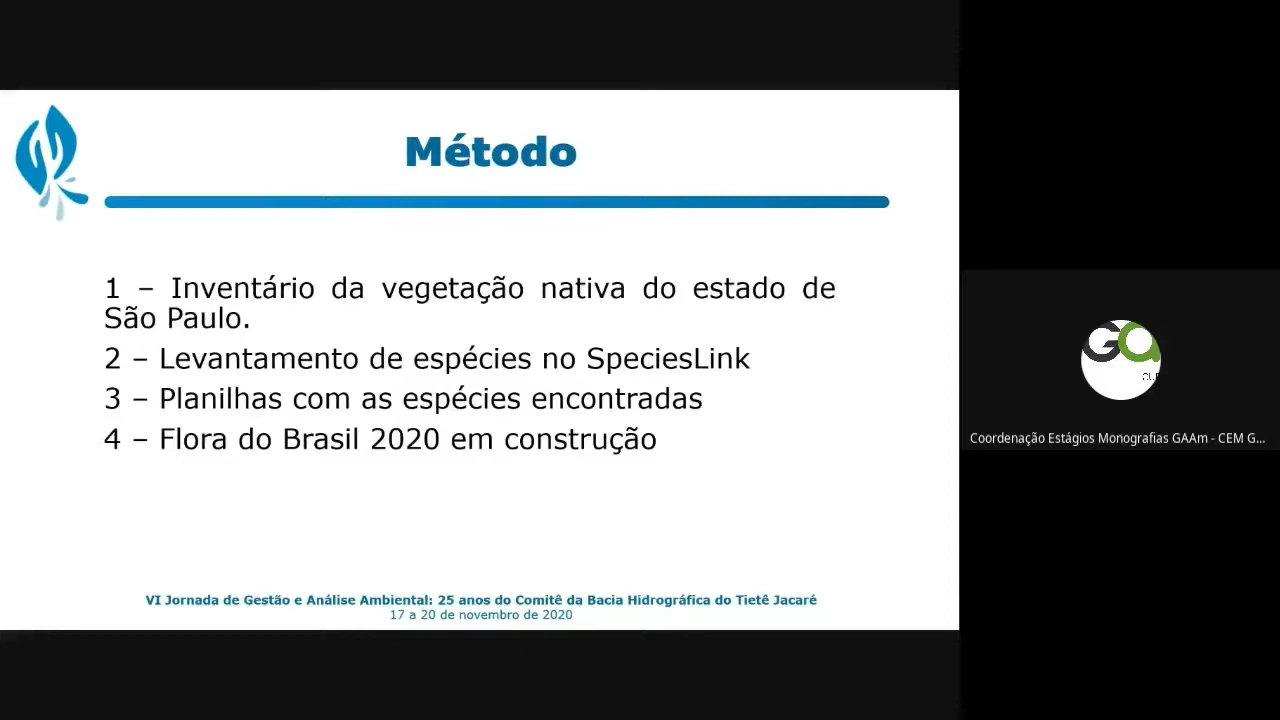 Método
1 – Inventário da vegetação nativa do estado de
São Paulo.
2 – Levantamento de espécies no SpeciesLink
3 – Planilhas com as espécies encontradas
4 – Flora do Brasil 2020 em construção
VI Jornada de Gestão e Análise Ambiental: 25 anos do Comitê da Bacia Hidrográfica do Tietê Jacaré
17 a 20 de novembro de 2020
Ga
Coordenação Estágios Monografias GAAm - CEM G...